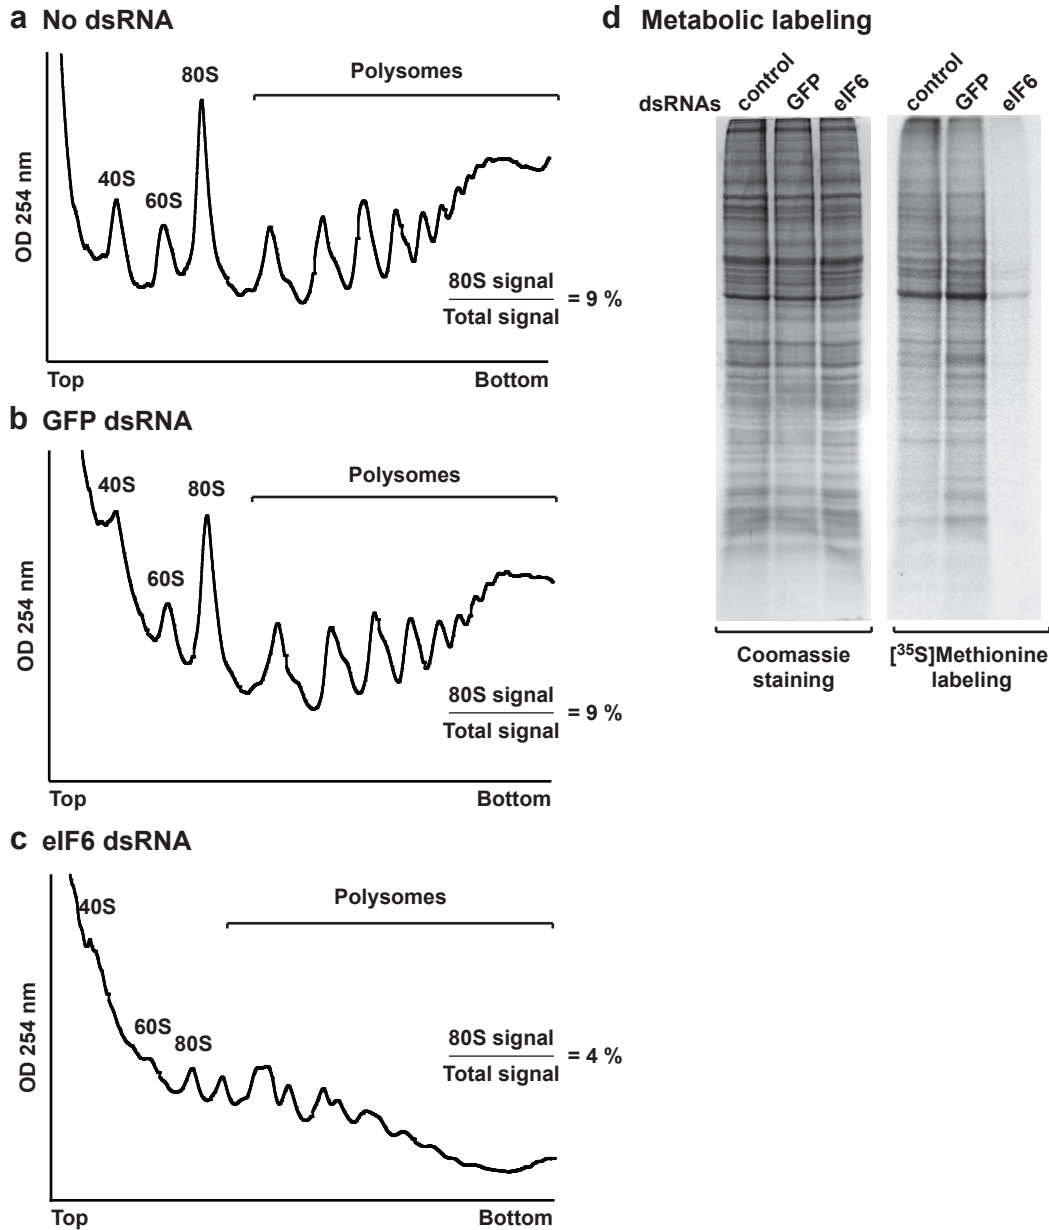 a No dsRNA
80S
Polysomes
40S
60S
OD 254 nm
80S signal
Total signal
= 9 %
Top
Bottom
b GFP dsRNA
40S
80S
Polysomes
60S
OD 254 nm
80S signal
Total signal
= 9 %
Top
Bottom
c eIF6 dsRNA
40S
Polysomes
60S
80S
OD 254 nm
80S signal
Total signal
= 4 %
Top
Bottom
d Metabolic labeling
dsRNAs control GFP eIF6 control GFP eIF6
Coomassie
staining
[³⁵S]Methionine
labeling